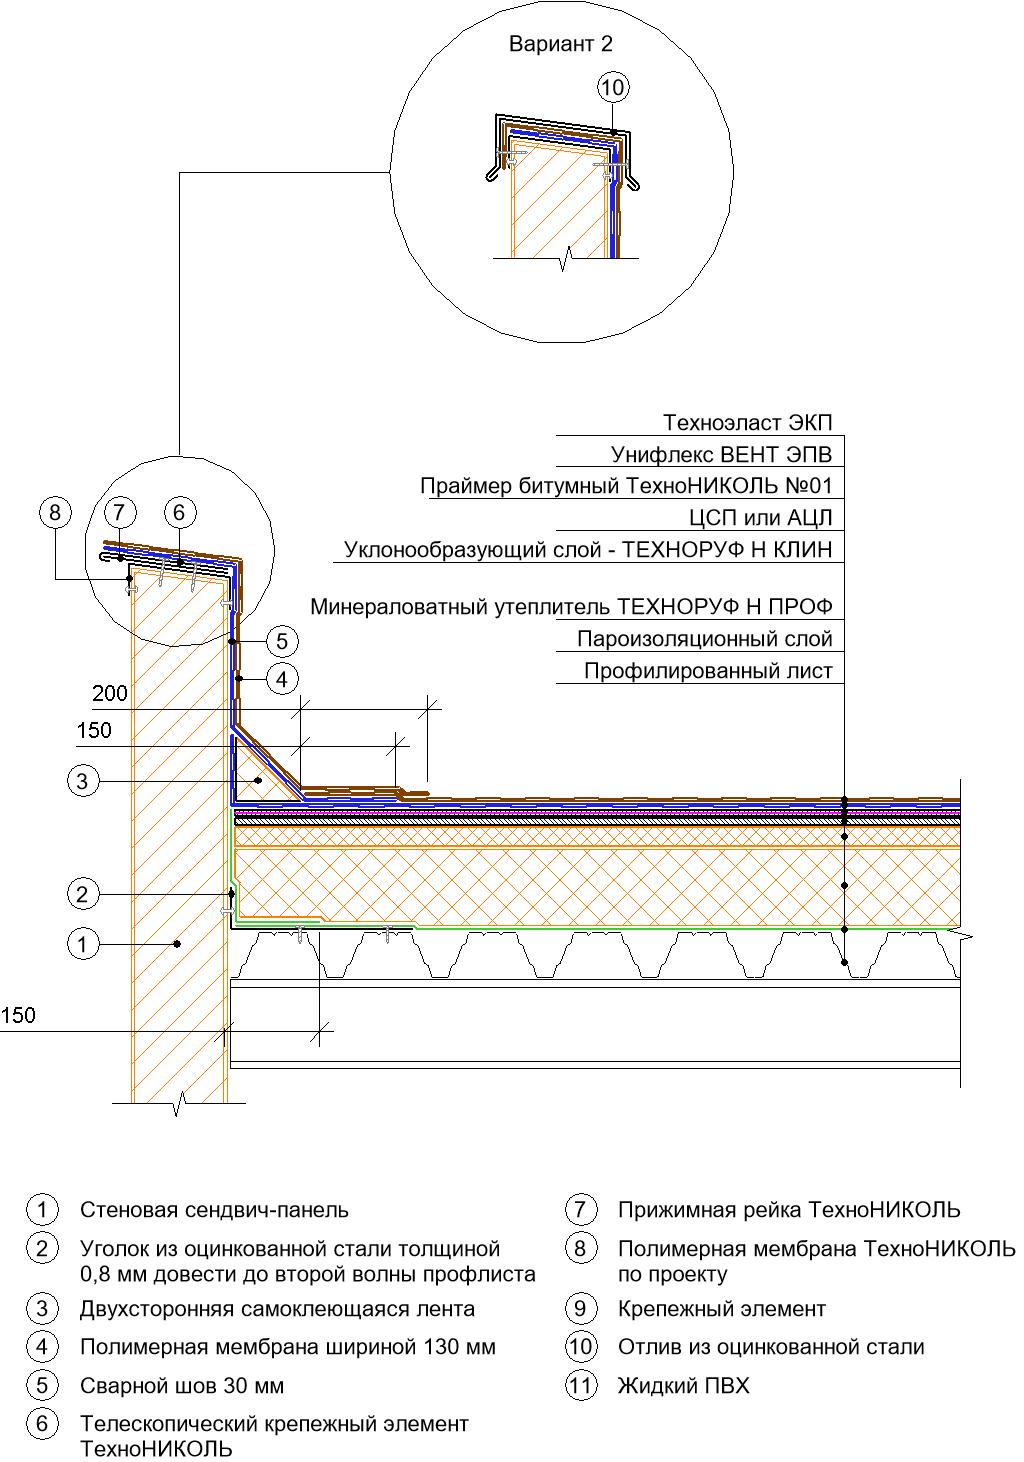 Вариант 2
10
Техноэласт ЭКП
Унифлекс ВЕНТ ЭПВ
Праймер битумный ТехноНИКОЛЬ №01
ЦСП или АЦЛ
Уклонообразующий слой - ТЕХНОРУФ Н КЛИН
Минераловатный утеплитель ТЕХНОРУФ Н ПРОФ
Пароизоляционный слой
Профилированный лист
8
7
6
5
4
200
150
3
2
1
150
1 Стеновая сендвич-панель
2 Уголок из оцинкованной стали толщиной
0,8 мм довести до второй волны профлиста
3 Двухсторонняя самоклеющаяся лента
4 Полимерная мембрана шириной 130 мм
5 Сварной шов 30 мм
6 Телескопический крепежный элемент
ТехноНИКОЛЬ
7 Прижимная рейка ТехноНИКОЛЬ
8 Полимерная мембрана ТехноНИКОЛЬ
по проекту
9 Крепежный элемент
10 Отлив из оцинкованной стали
11 Жидкий ПВХ